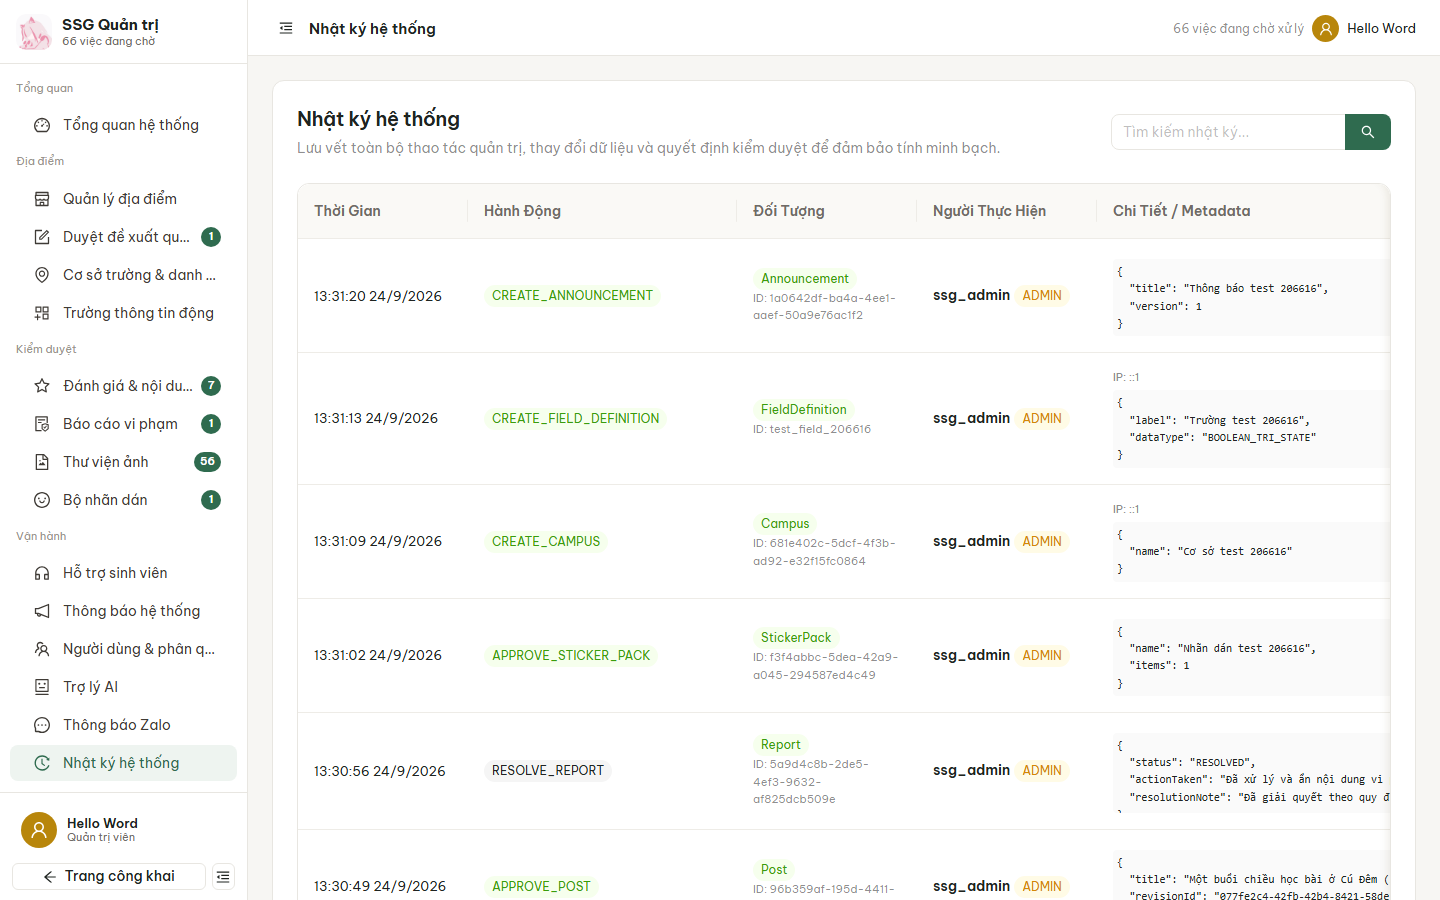 SSG Quản trị
66 việc đang chờ
Tổng quan
Tổng quan hệ thống
Địa điểm
Quản lý địa điểm
Duyệt đề xuất qu... 1
Cơ sở trường & danh ...
Trường thông tin động
Kiểm duyệt
Đánh giá & nội du... 7
Báo cáo vi phạm 1
Thư viện ảnh 56
Bộ nhãn dán 1
Vận hành
Hỗ trợ sinh viên
Thông báo hệ thống
Người dùng & phân q...
Trợ lý AI
Thông báo Zalo
Nhật ký hệ thống
Hello Word
Quản trị viên
Trang công khai
Nhật ký hệ thống
66 việc đang chờ xử lý Hello Word
Nhật ký hệ thống
Lưu vết toàn bộ thao tác quản trị, thay đổi dữ liệu và quyết định kiểm duyệt để đảm bảo tính minh bạch.
Tìm kiếm nhật ký...
Thời Gian Hành Động Đối Tượng Người Thực Hiện Chi Tiết / Metadata
13:31:20 24/9/2026 CREATE_ANNOUNCEMENT
Announcement
ID: 1a0642df-ba4a-4ee1-
aaef-50a9e76ac1f2
ssg_admin ADMIN
{
"title": "Thông báo test 206616",
"version": 1
}
13:31:13 24/9/2026 CREATE_FIELD_DEFINITION
FieldDefinition
ID: test_field_206616
ssg_admin ADMIN
IP: ::1
{
"label": "Trường test 206616",
"dataType": "BOOLEAN_TRI_STATE"
}
13:31:09 24/9/2026 CREATE_CAMPUS
Campus
ID: 681e402c-5dcf-4f3b-
ad92-e32f15fc0864
ssg_admin ADMIN
IP: ::1
{
"name": "Cơ sở test 206616"
}
13:31:02 24/9/2026 APPROVE_STICKER_PACK
StickerPack
ID: f3f4abbc-5dea-42a9-
a045-294587ed4c49
ssg_admin ADMIN
{
"name": "Nhãn dán test 206616",
"items": 1
}
13:30:56 24/9/2026 RESOLVE_REPORT
Report
ID: 5a9d4c8b-2de5-
4ef3-9632-
af825dcb509e
ssg_admin ADMIN
{
"status": "RESOLVED",
"actionTaken": "Đã xử lý và ẩn nội dung vi
"resolutionNote": "Đã giải quyết theo quy đ
}
13:30:49 24/9/2026 APPROVE_POST
Post
ID: 96b359af-195d-4411-
ssg_admin ADMIN
{
"title": "Một buổi chiều học bài ở Cú Đêm (
"revisionId": "077fe2c4-42fb-42b4-8421-58de